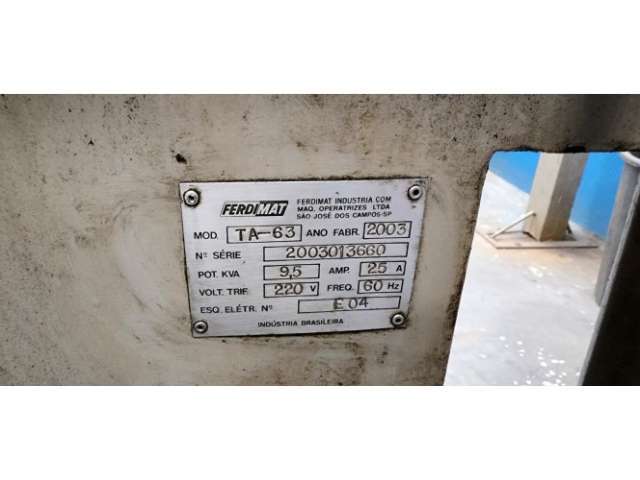 FERDIMAT
FERDIMAT INDUSTRIA COM
MAQ. OPERATRIZES LTDA
SÃO JOSÉ DOS CAMPOS-SP
MOD. TA-63 ANO FABR. 2003
Nº SÉRIE 2003013660
POT. KVA 9,5 AMP. 25 A
VOLT. TRIF. 220 V FREQ. 60 Hz
ESQ. ELÉTR. Nº E 04
INDÚSTRIA BRASILEIRA